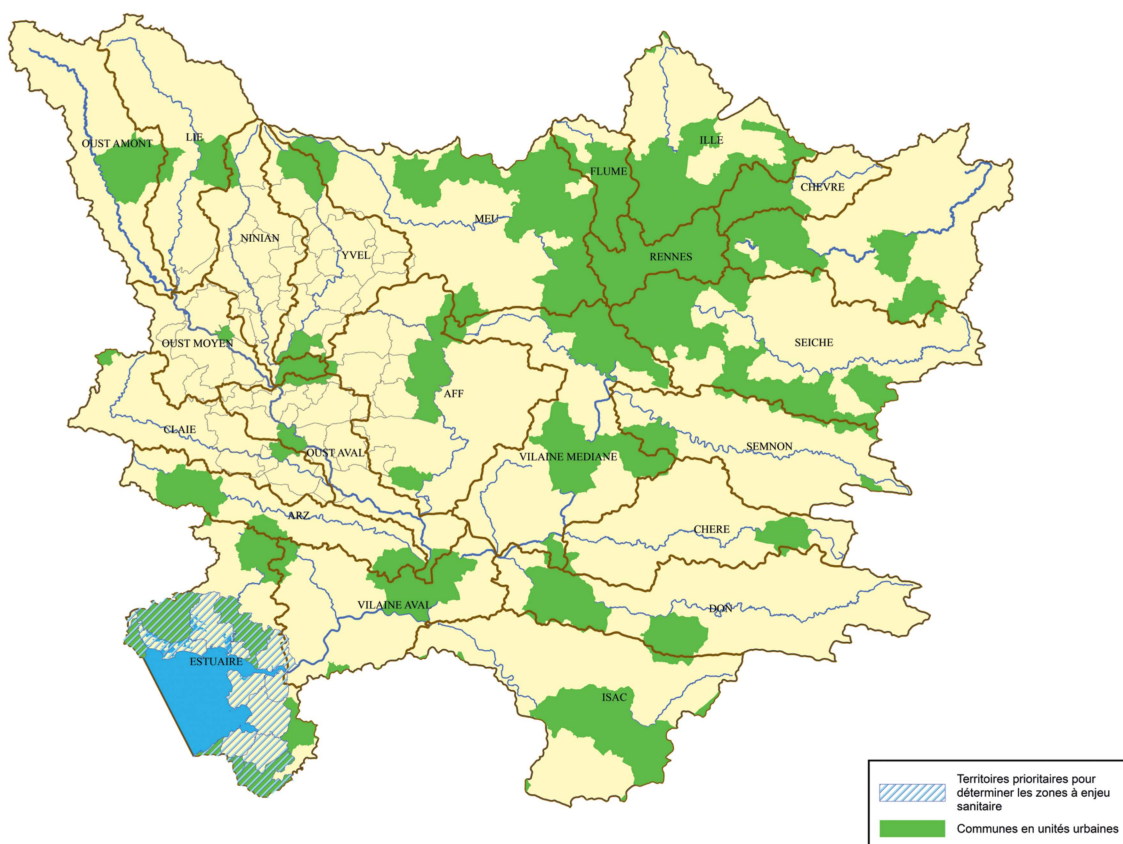 OUST AMONT
LIE
ILLE
FLUME
CHEVRE
MEU
NINIAN
YVEL
RENNES
OUST MOYEN
SEICHE
AFF
CLAIE
OUST AVAL
VILAINE MEDIANE
SEMNON
ARZ
CHERE
VILAINE AVAL
DON
ESTUAIRE
ISAC
Territoires prioritaires pour
déterminer les zones à enjeu
sanitaire
Communes en unités urbaines